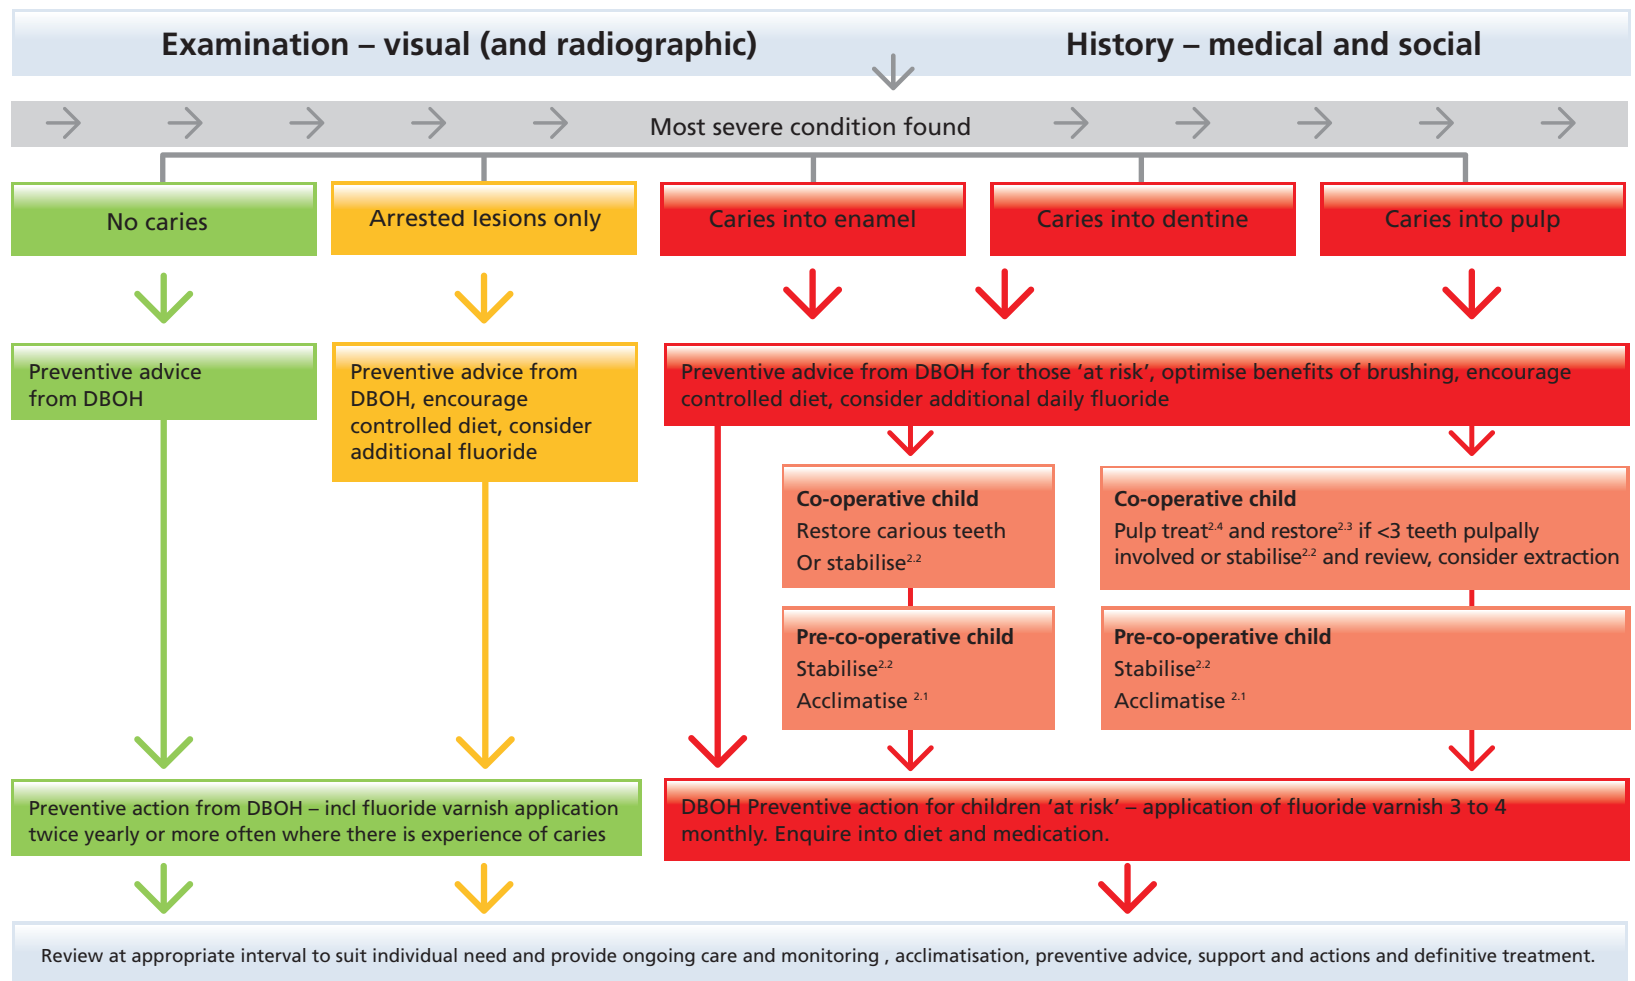 Examination – visual (and radiographic)
History – medical and social
Most severe condition found
No caries
Arrested lesions only
Caries into enamel
Caries into dentine
Caries into pulp
Preventive advice
from DBOH
Preventive advice from
DBOH, encourage
controlled diet, consider
additional fluoride
Preventive advice from DBOH for those ‘at risk’, optimise benefits of brushing, encourage
controlled diet, consider additional daily fluoride
Co-operative child
Restore carious teeth
Or stabilise2.2
Co-operative child
Pulp treat2.4 and restore2.3 if <3 teeth pulpally
involved or stabilise2.2 and review, consider extraction
Pre-co-operative child
Stabilise2.2
Acclimatise 2.1
Pre-co-operative child
Stabilise2.2
Acclimatise 2.1
Preventive action from DBOH – incl fluoride varnish application
twice yearly or more often where there is experience of caries
DBOH Preventive action for children ‘at risk’ – application of fluoride varnish 3 to 4
monthly. Enquire into diet and medication.
Review at appropriate interval to suit individual need and provide ongoing care and monitoring , acclimatisation, preventive advice, support and actions and definitive treatment.